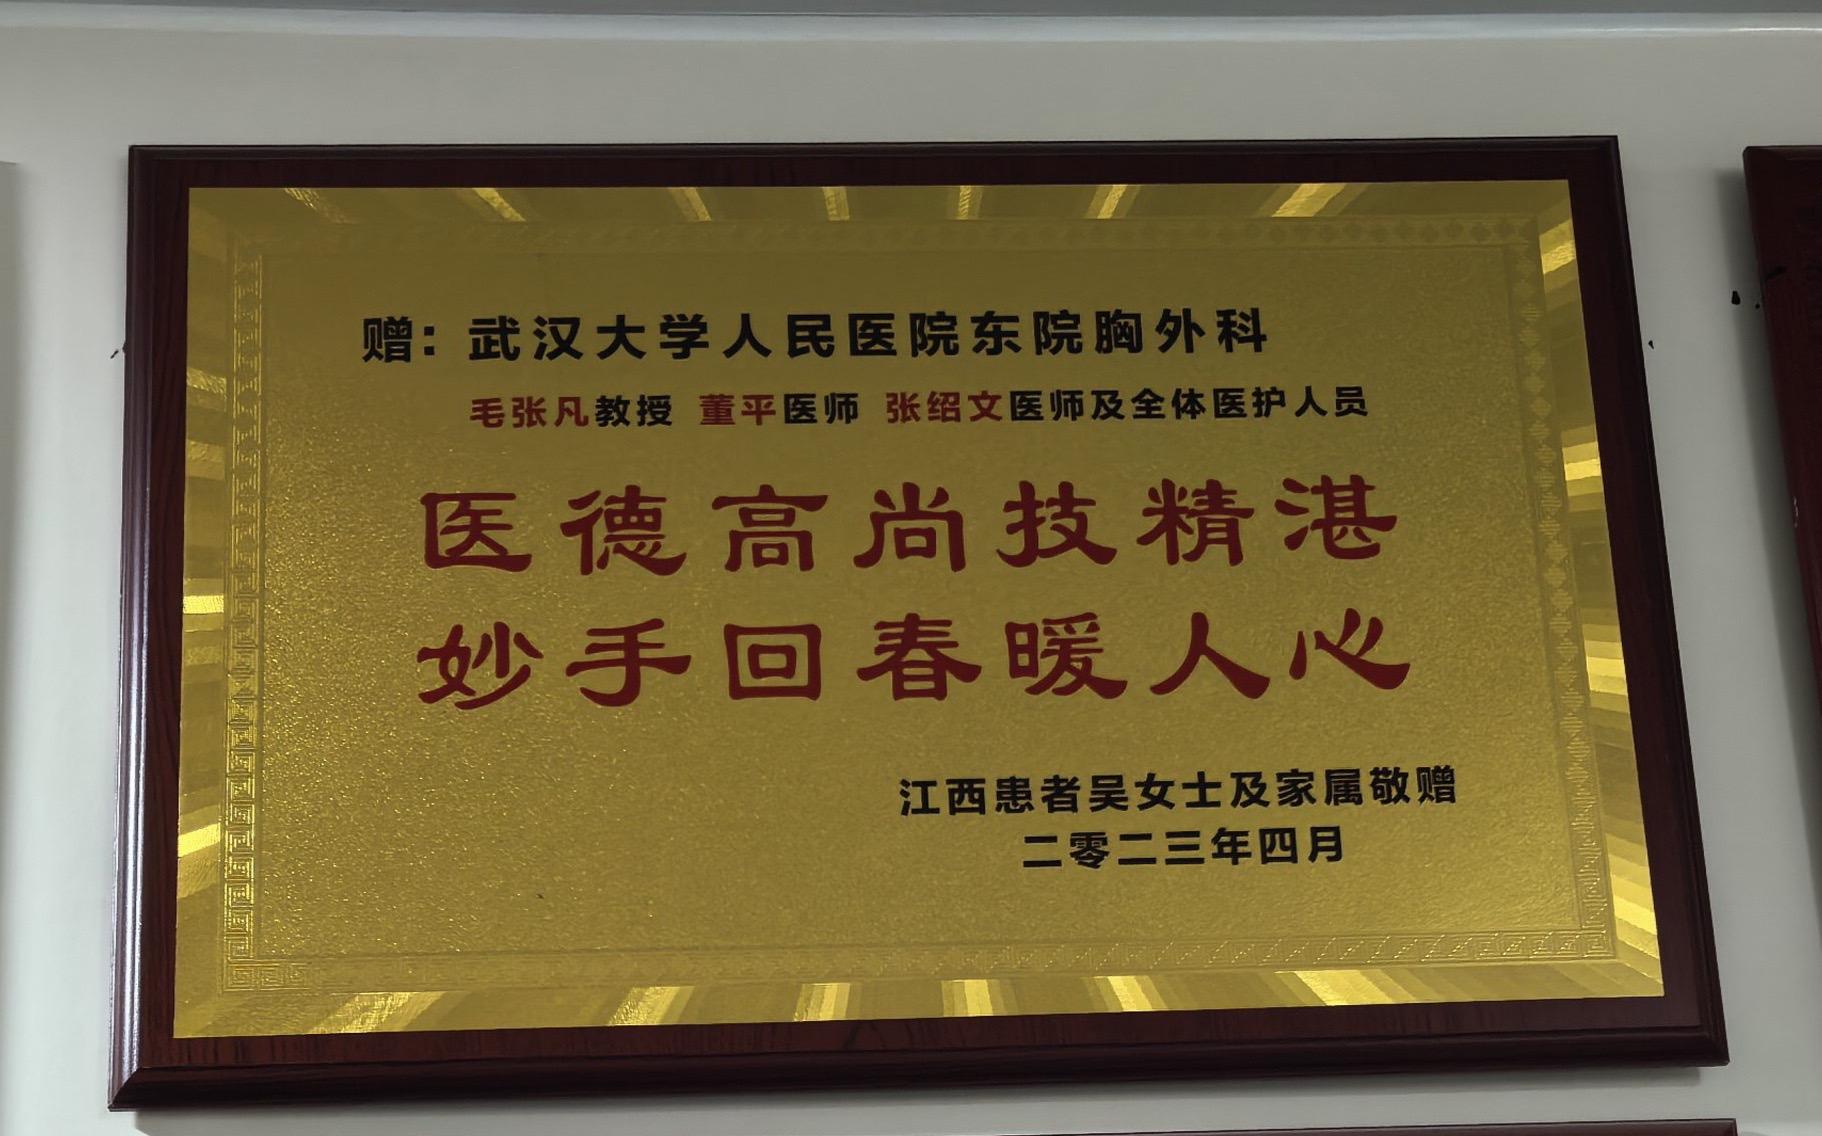 赠：武汉大学人民医院东院胸外科
毛张凡教授 董平医师 张绍文医师及全体医护人员
医德高尚技精湛
妙手回春暖人心
江西患者吴女士及家属敬赠
二零二三年四月